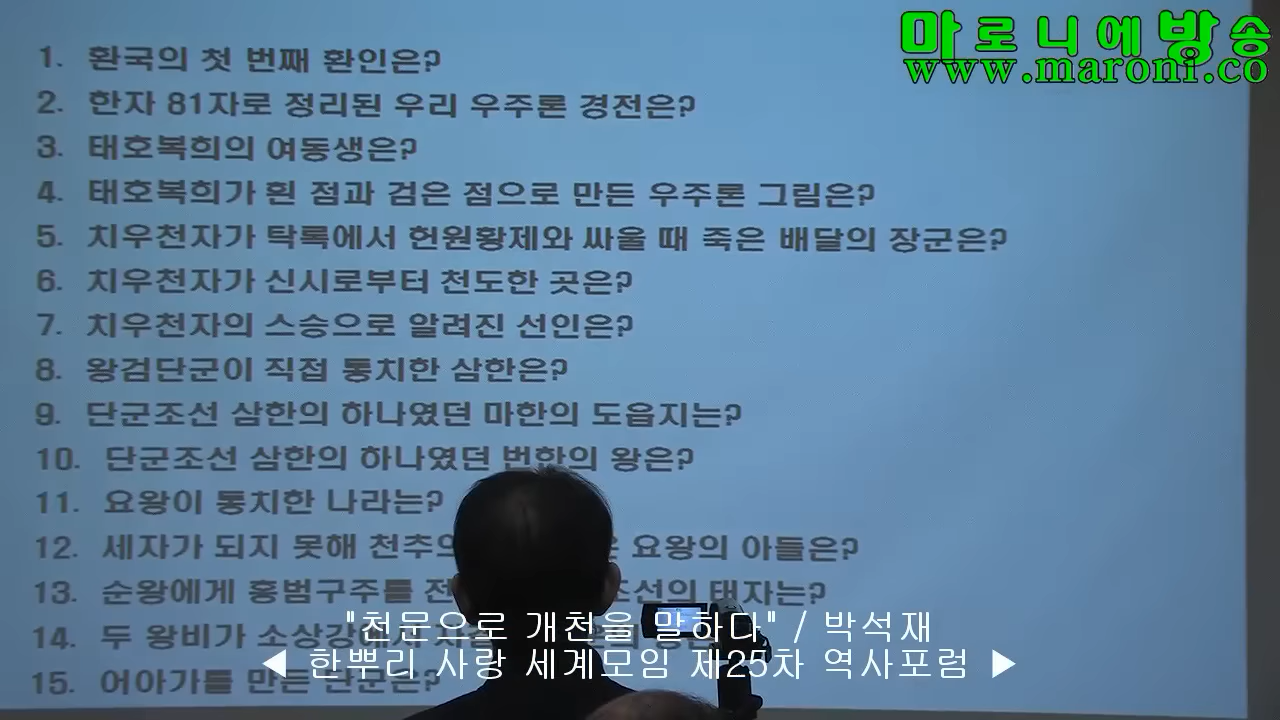 마로니에방송
www.maroni.co
1. 환국의 첫 번째 환인은?
2. 한자 81자로 정리된 우리 우주론 경전은?
3. 태호복희의 여동생은?
4. 태호복희가 흰 점과 검은 점으로 만든 우주론 그림은?
5. 치우천자가 탁록에서 헌원황제와 싸울 때 죽은 배달의 장군은?
6. 치우천자가 신시로부터 천도한 곳은?
7. 치우천자의 스승으로 알려진 선인은?
8. 왕검단군이 직접 통치한 삼한은?
9. 단군조선 삼한의 하나였던 마한의 도읍지는?
10. 단군조선 삼한의 하나였던 번한의 왕은?
11. 요왕이 통치한 나라는?
12. 세자가 되지 못해 요왕의 아들은?
13. 순왕에게 홍범구주를 태자는?
14. 두 왕비가
15. 어아가를 만든 단군은?
"천문으로 개천을 말하다" / 박석재
◀ 한뿌리 사랑 세계모임 제25차 역사포럼 ▶